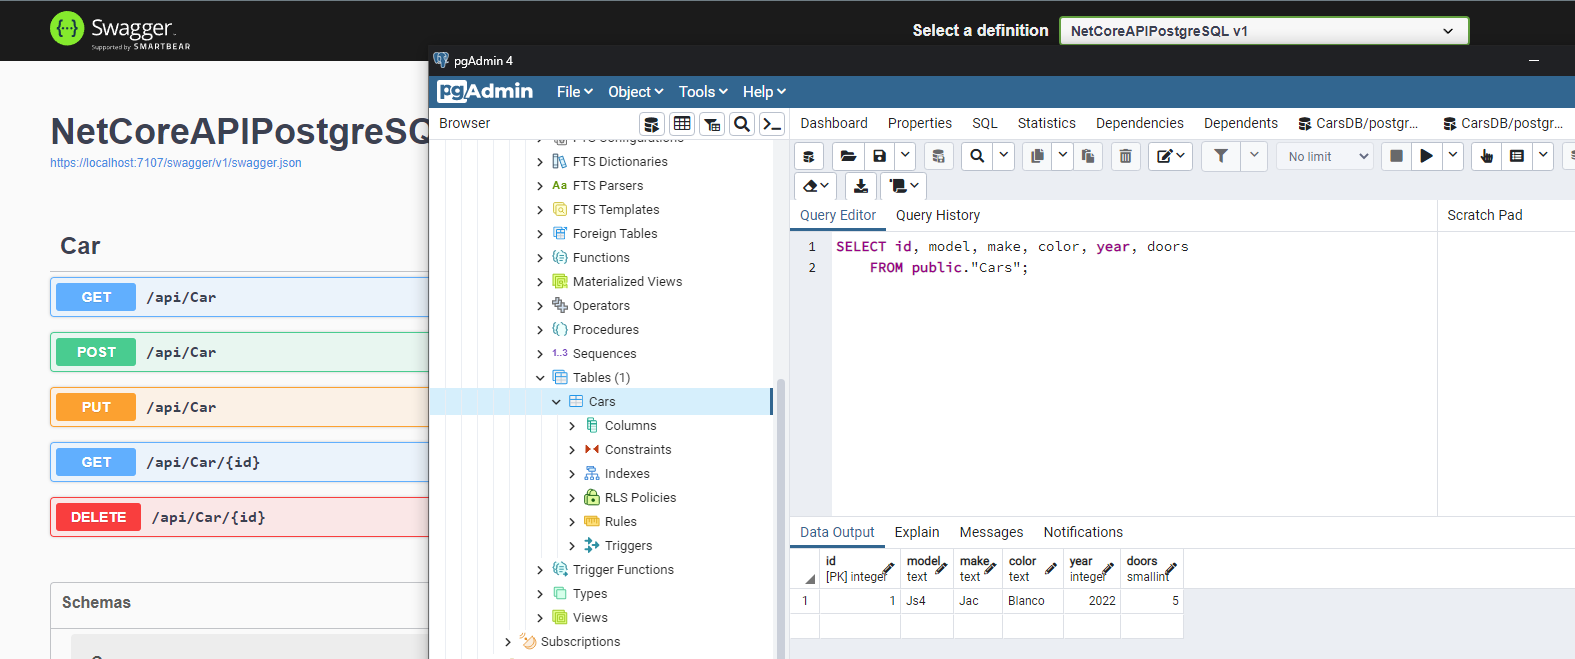 Swagger.
Supported by SMARTBEAR
Select a definition
NetCoreAPIPostgreSQL v1
NetCoreAPIPostgreSQ
https://localhost:7107/swagger/v1/swagger.json
Car
GET /api/Car
POST /api/Car
PUT /api/Car
GET /api/Car/{id}
DELETE /api/Car/{id}
Schemas
pgAdmin 4
pgAdmin File Object Tools Help
Browser
FTS Configurations
FTS Dictionaries
Aa FTS Parsers
FTS Templates
Foreign Tables
Functions
Materialized Views
Operators
Procedures
1..3 Sequences
Tables (1)
Cars
Columns
Constraints
Indexes
RLS Policies
Rules
Triggers
Trigger Functions
Types
Views
Subscriptions
Dashboard Properties SQL Statistics Dependencies Dependents CarsDB/postgr... CarsDB/postgr...
No limit
Query Editor Query History
Scratch Pad
1 SELECT id, model, make, color, year, doors
2 FROM public."Cars";
Data Output Explain Messages Notifications
id model make color year doors
[PK] integer text text text integer smallint
1 1 Js4 Jac Blanco 2022 5